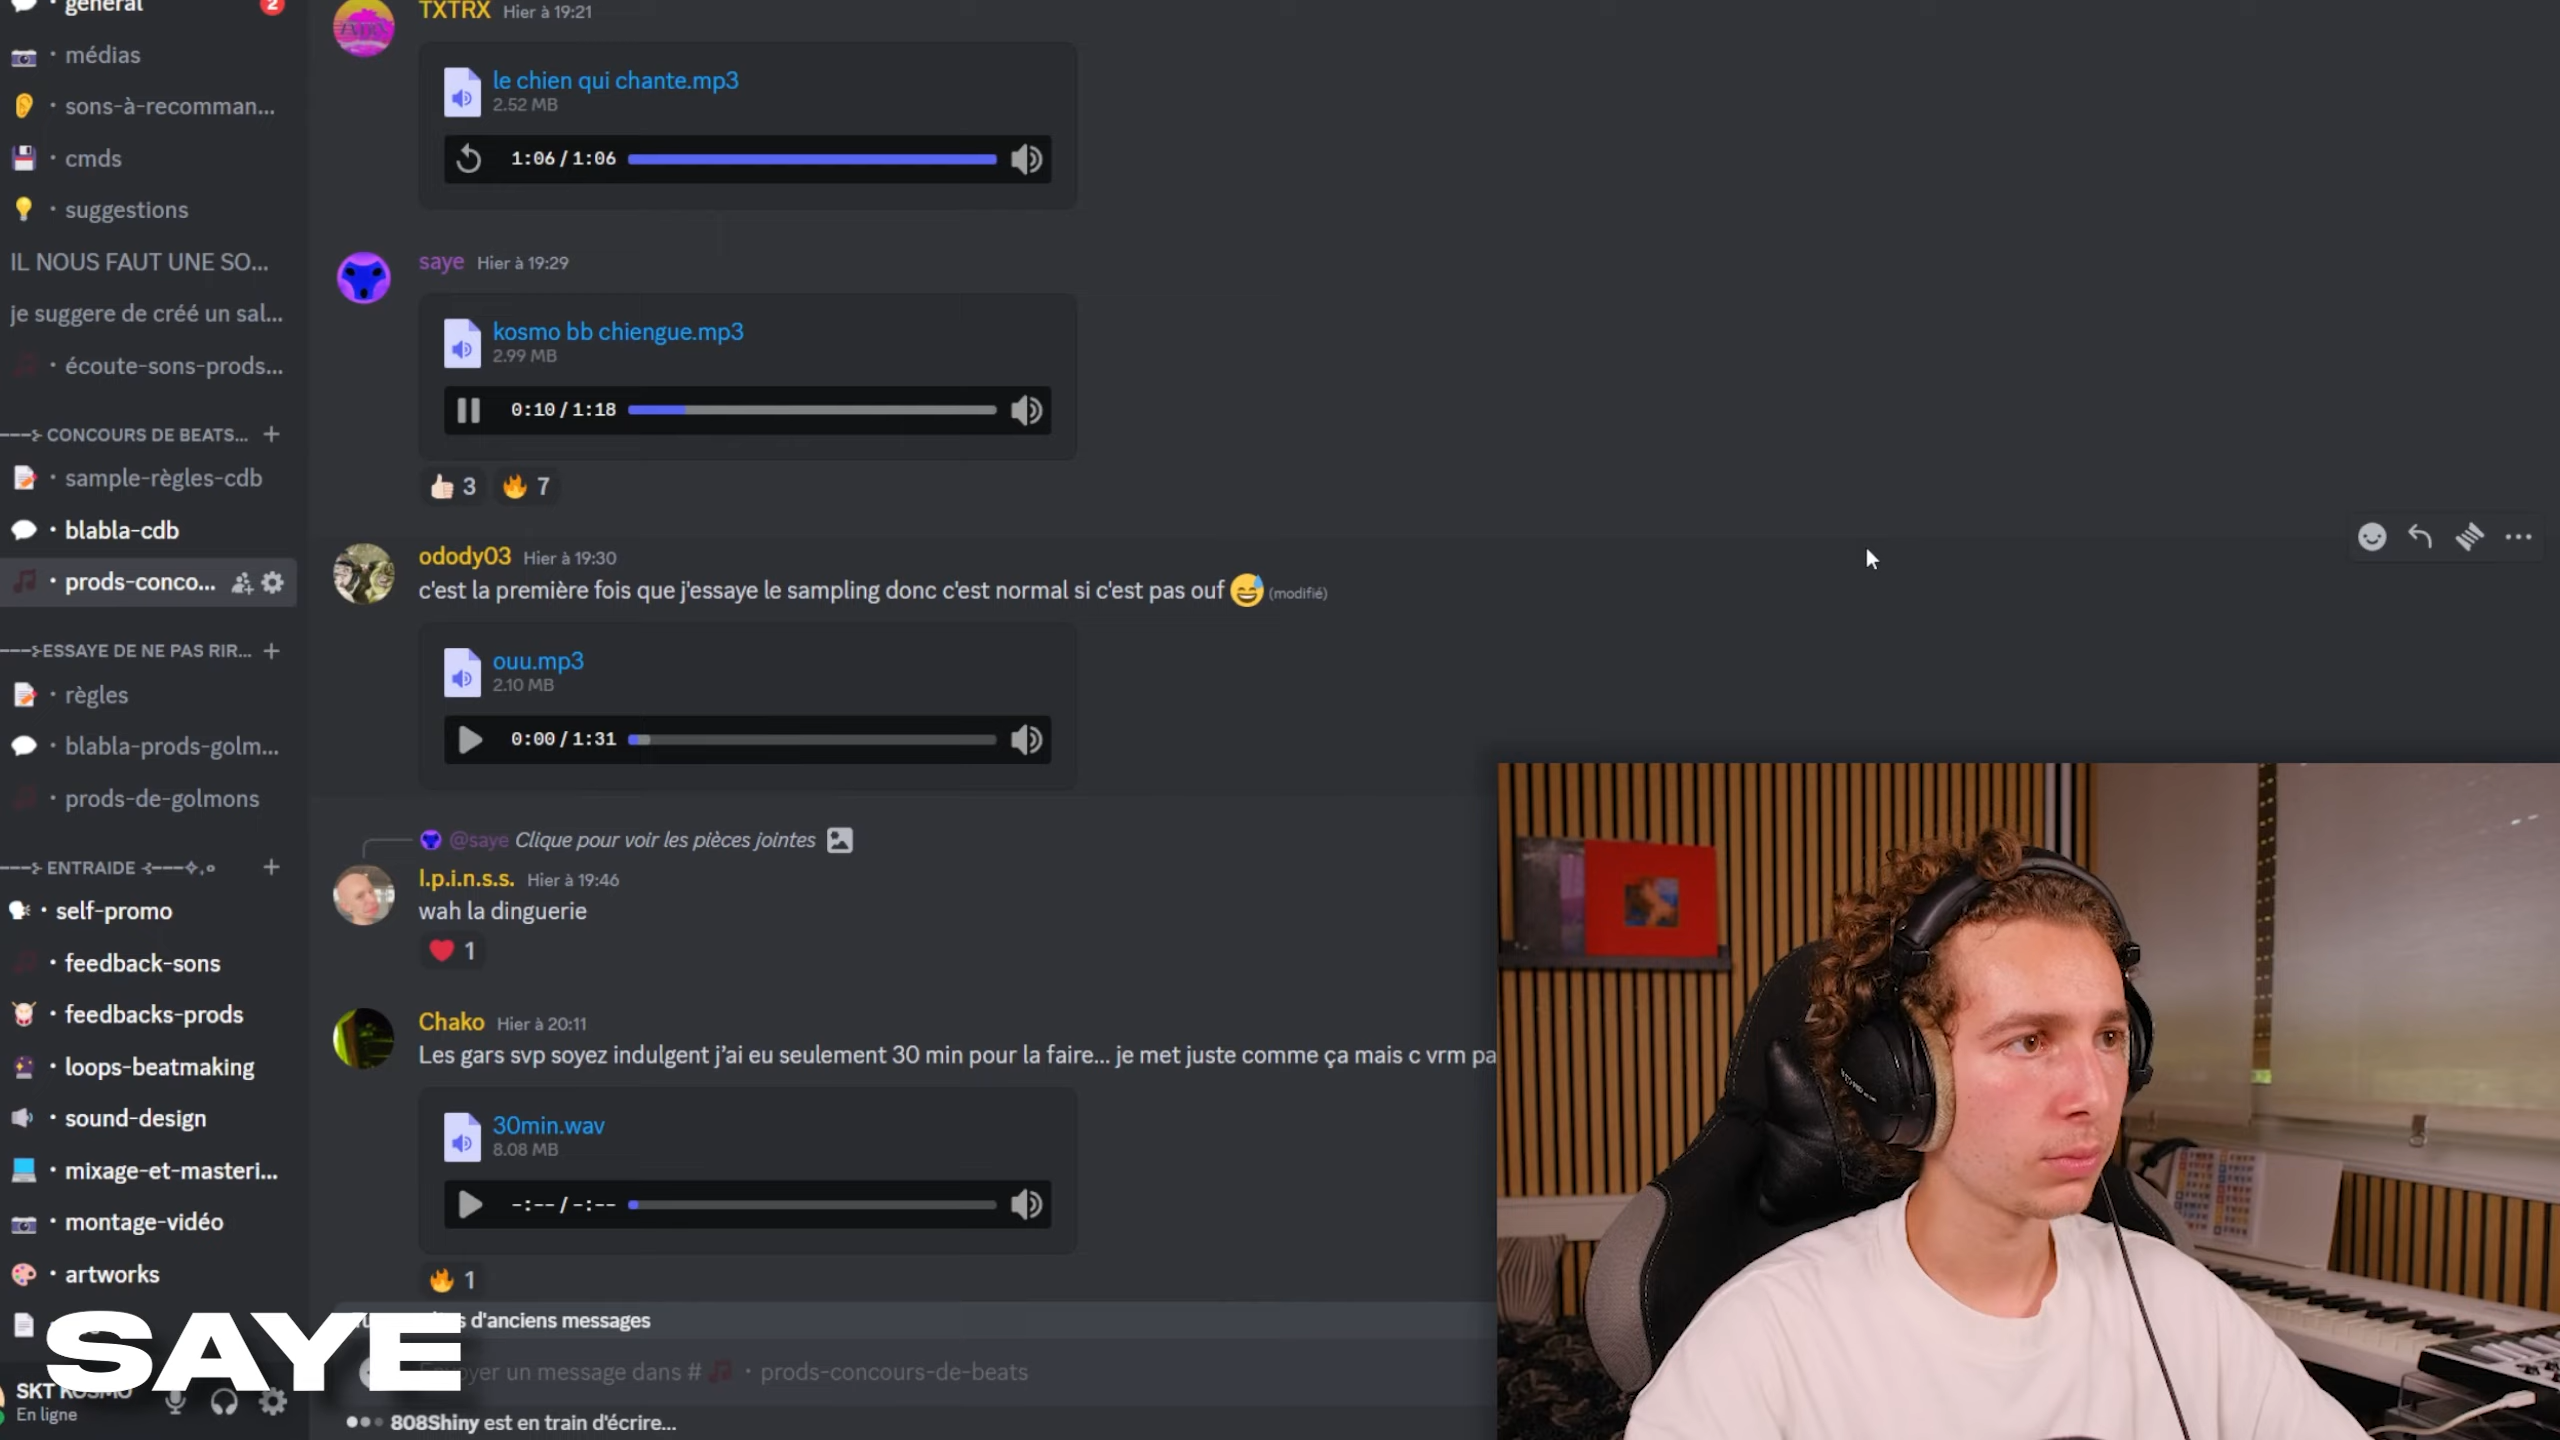 général
2
médias
sons-à-recomman...
cmds
suggestions
IL NOUS FAUT UNE SO...
je suggere de créé un sal...
écoute-sons-prods...
CONCOURS DE BEATS... +
sample-règles-cdb
blabla-cdb
prods-conco...
ESSAYE DE NE PAS RIR... +
règles
blabla-prods-golm...
prods-de-golmons
ENTRAIDE +
self-promo
feedback-sons
feedbacks-prods
loops-beatmaking
sound-design
mixage-et-masteri...
montage-vidéo
artworks
SAYE
SKT KOSMO
En ligne
TXTRX Hier à 19:21
le chien qui chante.mp3
2.52 MB
1:06 / 1:06
saye Hier à 19:29
kosmo bb chiengue.mp3
2.99 MB
0:10 / 1:18
👍🏻 3 🔥 7
odody03 Hier à 19:30
c'est la première fois que j'essaye le sampling donc c'est normal si c'est pas ouf 😅 (modifié)
ouu.mp3
2.10 MB
0:00 / 1:31
@saye Clique pour voir les pièces jointes
l.p.i.n.s.s. Hier à 19:46
wah la dinguerie
❤️ 1
Chako Hier à 20:11
Les gars svp soyez indulgent j'ai eu seulement 30 min pour la faire... je met juste comme ça mais c vrm pa
30min.wav
8.08 MB
-:-- / -:--
🔥 1
d'anciens messages
un message dans # prods-concours-de-beats
808Shiny est en train d'écrire...